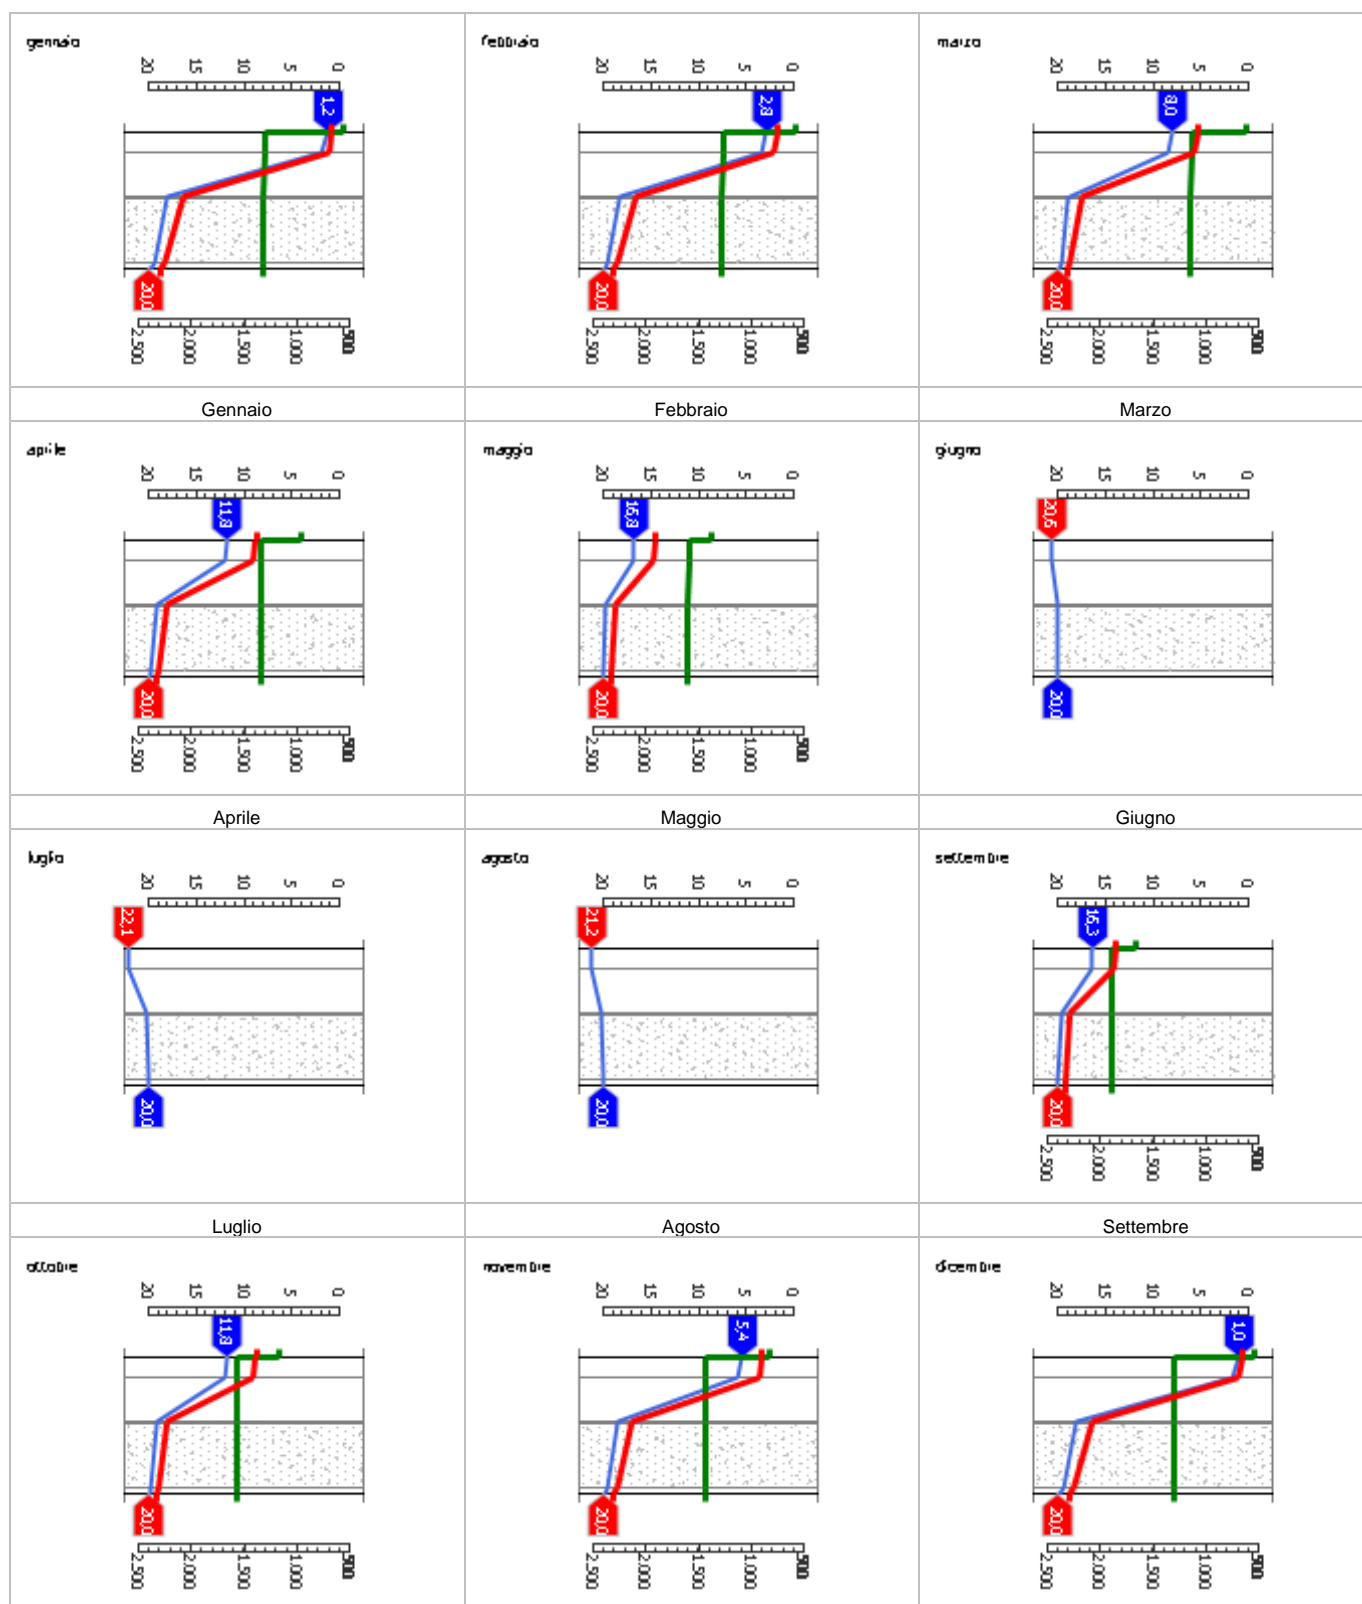 gennaio febbraio marzo
20 15 10 5 0 20 15 10 5 0 20 15 10 5 0
1,2 2,8 8,0
20,0 20,0 20,0
2.500 2.000 1.500 1.000 500 2.500 2.000 1.500 1.000 500 2.500 2.000 1.500 1.000 500
Gennaio Febbraio Marzo
aprile maggio giugno
20 15 10 5 0 20 15 10 5 0 20 15 10 5 0
11,8 16,8 20,6
20,0 20,0 20,0
2.500 2.000 1.500 1.000 500 2.500 2.000 1.500 1.000 500
Aprile Maggio Giugno
luglio agosto settembre
20 15 10 5 0 20 15 10 5 0 20 15 10 5 0
22,1 21,2 16,3
20,0 20,0 20,0
2.500 2.000 1.500 1.000 500
Luglio Agosto Settembre
ottobre novembre dicembre
20 15 10 5 0 20 15 10 5 0 20 15 10 5 0
11,8 5,4 1,0
20,0 20,0 20,0
2.500 2.000 1.500 1.000 500 2.500 2.000 1.500 1.000 500 2.500 2.000 1.500 1.000 500